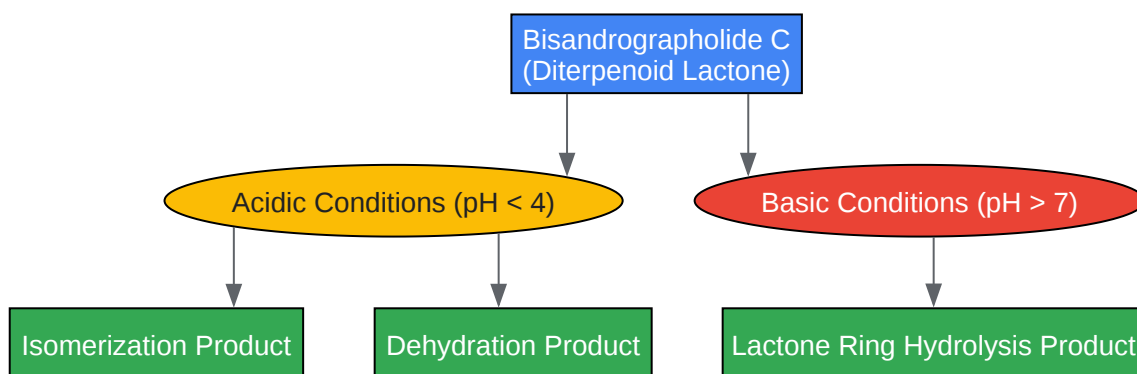 Bisandrographolide C
(Diterpenoid Lactone)
Acidic Conditions (pH < 4)
Basic Conditions (pH > 7)
Isomerization Product
Dehydration Product
Lactone Ring Hydrolysis Product